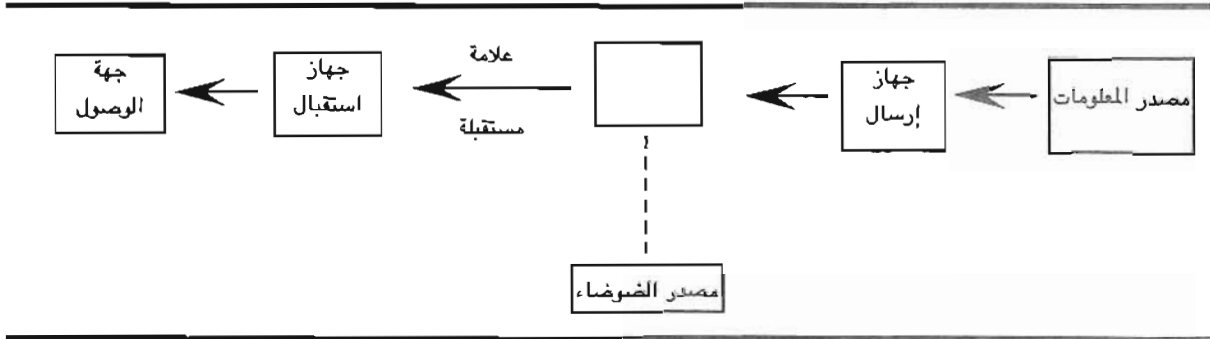 مصدر المعلومات
جهاز
إرسال
علامة
مستقبلة
جهاز
استقبال
جهة
الوصول
مصدر الضوضاء